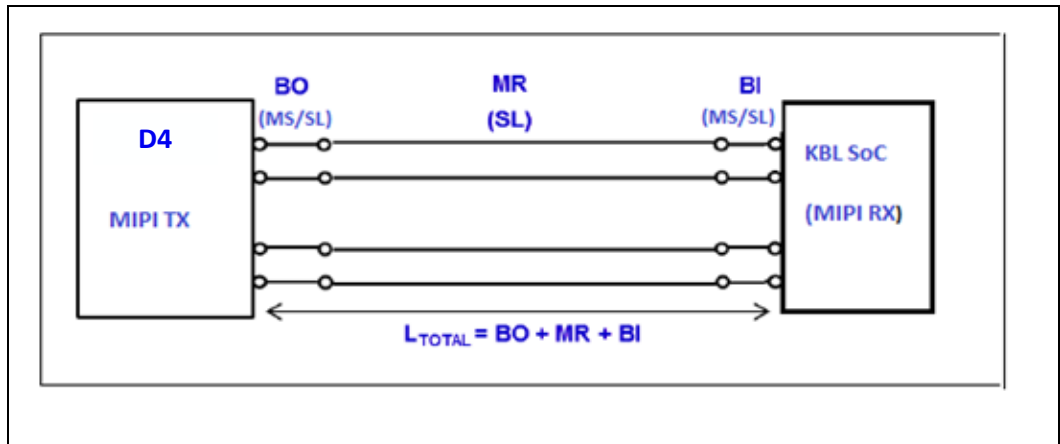 BO
(MS/SL)
MR
(SL)
BI
(MS/SL)
D4
MIPI TX
KBL SoC
(MIPI RX)
LTOTAL = BO + MR + BI